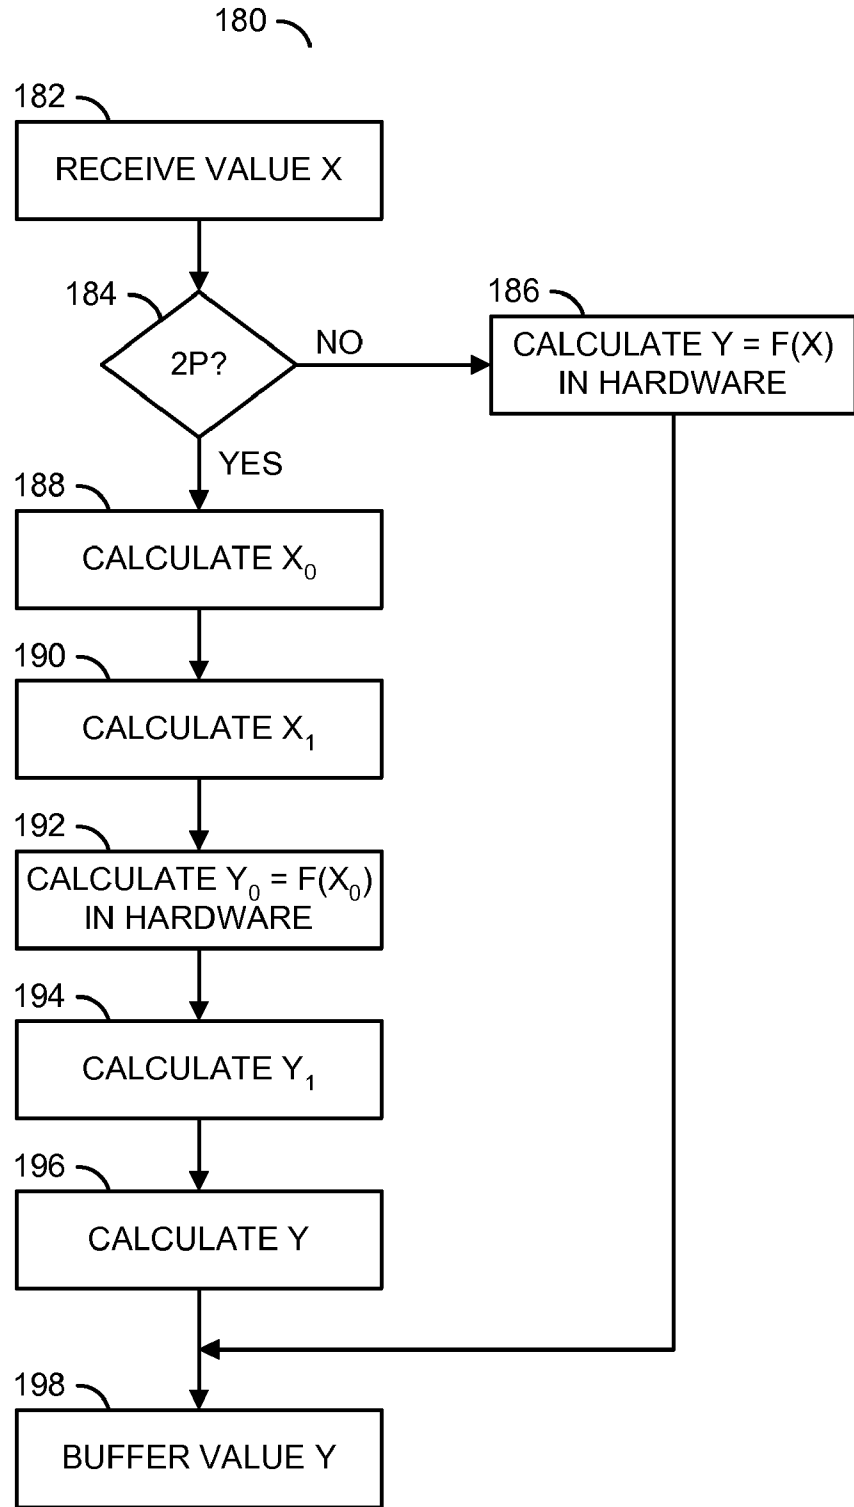 180
182
RECEIVE VALUE X
184
2P?
NO
186
CALCULATE Y = F(X)
IN HARDWARE
YES
188
CALCULATE X₀
190
CALCULATE X₁
192
CALCULATE Y₀ = F(X₀)
IN HARDWARE
194
CALCULATE Y₁
196
CALCULATE Y
198
BUFFER VALUE Y